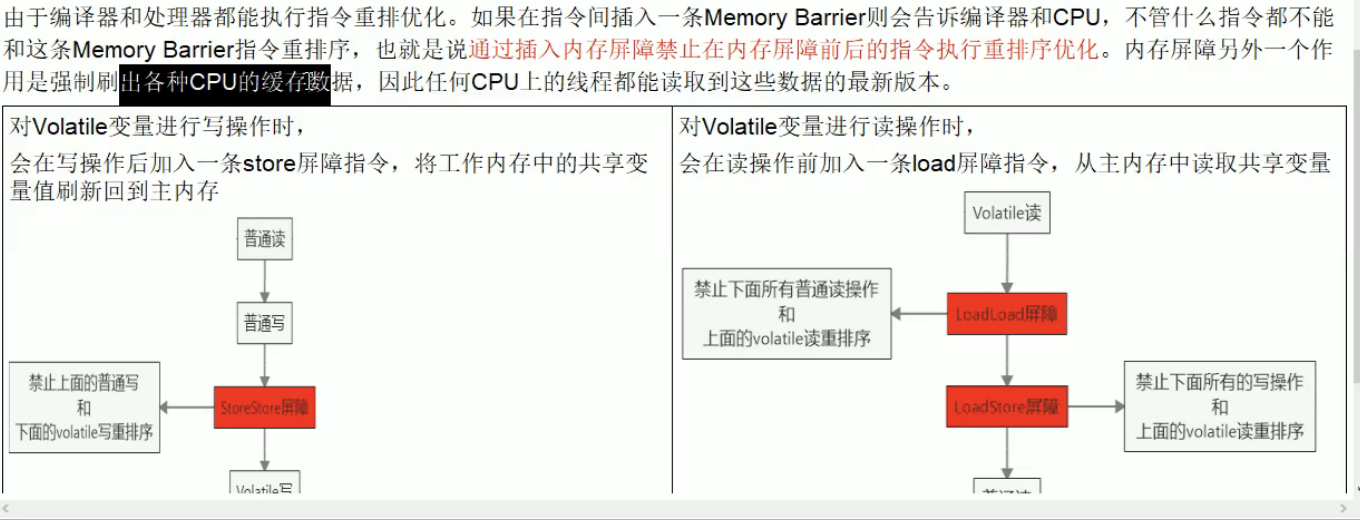 由于编译器和处理器都能执行指令重排优化。如果在指令间插入一条Memory Barrier则会告诉编译器和CPU，不管什么指令都不能
和这条Memory Barrier指令重排序，也就是说通过插入内存屏障禁止在内存屏障前后的指令执行重排序优化。内存屏障另外一个作
用是强制刷出各种CPU的缓存数据，因此任何CPU上的线程都能读取到这些数据的最新版本。
对Volatile变量进行写操作时，
会在写操作后加入一条store屏障指令，将工作内存中的共享变
量值刷新回到主内存
普通读
普通写
StoreStore屏障
禁止上面的普通写
和
下面的volatile写重排序
Volatile写
对Volatile变量进行读操作时，
会在读操作前加入一条load屏障指令，从主内存中读取共享变量
Volatile读
LoadLoad屏障
禁止下面所有普通读操作
和
上面的volatile读重排序
LoadStore屏障
禁止下面所有的写操作
和
上面的volatile读重排序
普通读